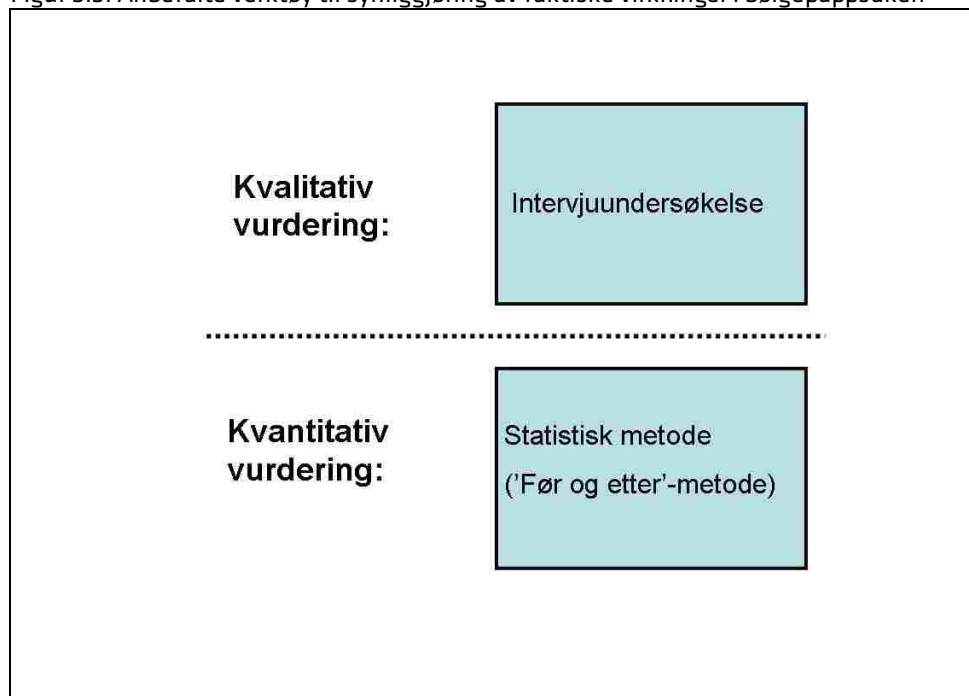 Kvalitativ
vurdering:
Intervjuundersøkelse
Kvantitativ
vurdering:
Statistisk metode
('Før og etter'-metode)